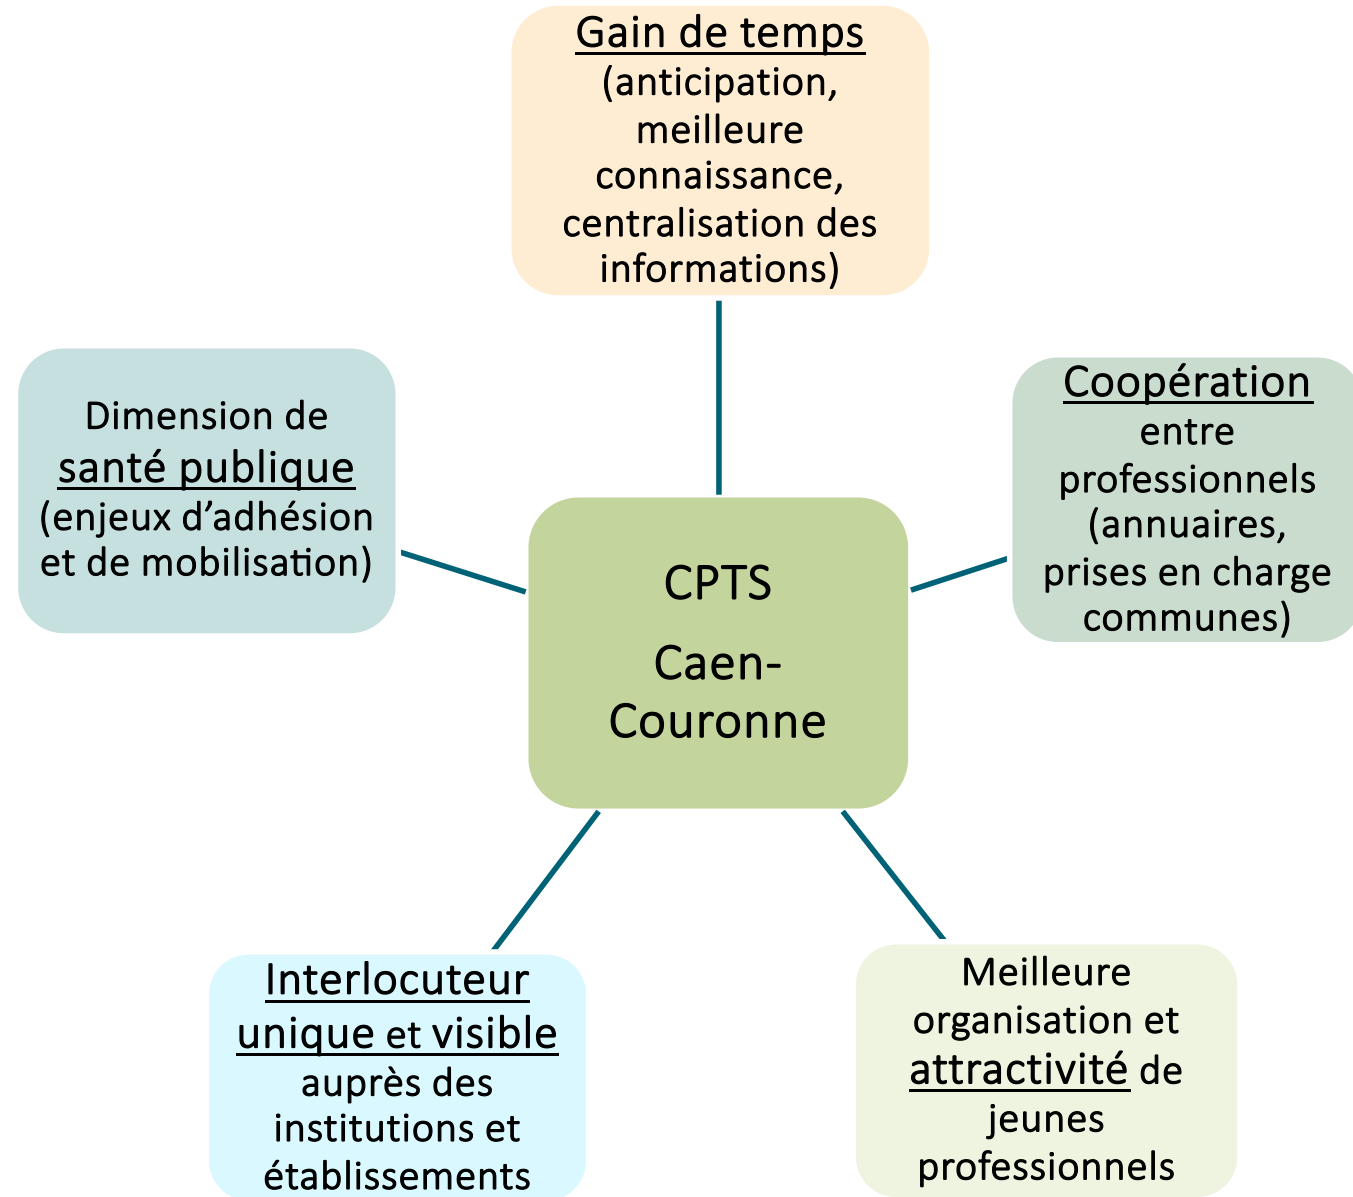 Gain de temps
(anticipation,
meilleure
connaissance,
centralisation des
informations)
Dimension de
santé publique
(enjeux d’adhésion
et de mobilisation)
Coopération
entre
professionnels
(annuaires,
prises en charge
communes)
CPTS
Caen-
Couronne
Interlocuteur
unique et visible
auprès des
institutions et
établissements
Meilleure
organisation et
attractivité de
jeunes
professionnels